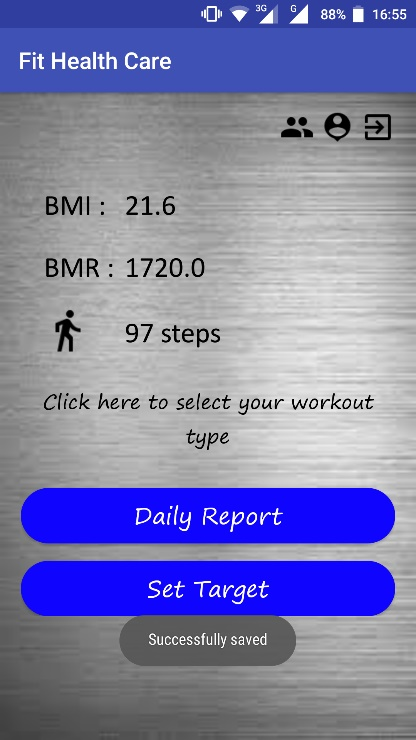 3G G 88% 16:55
Fit Health Care
BMI : 21.6
BMR : 1720.0
97 steps
Click here to select your workout
type
Daily Report
Set Target
Successfully saved